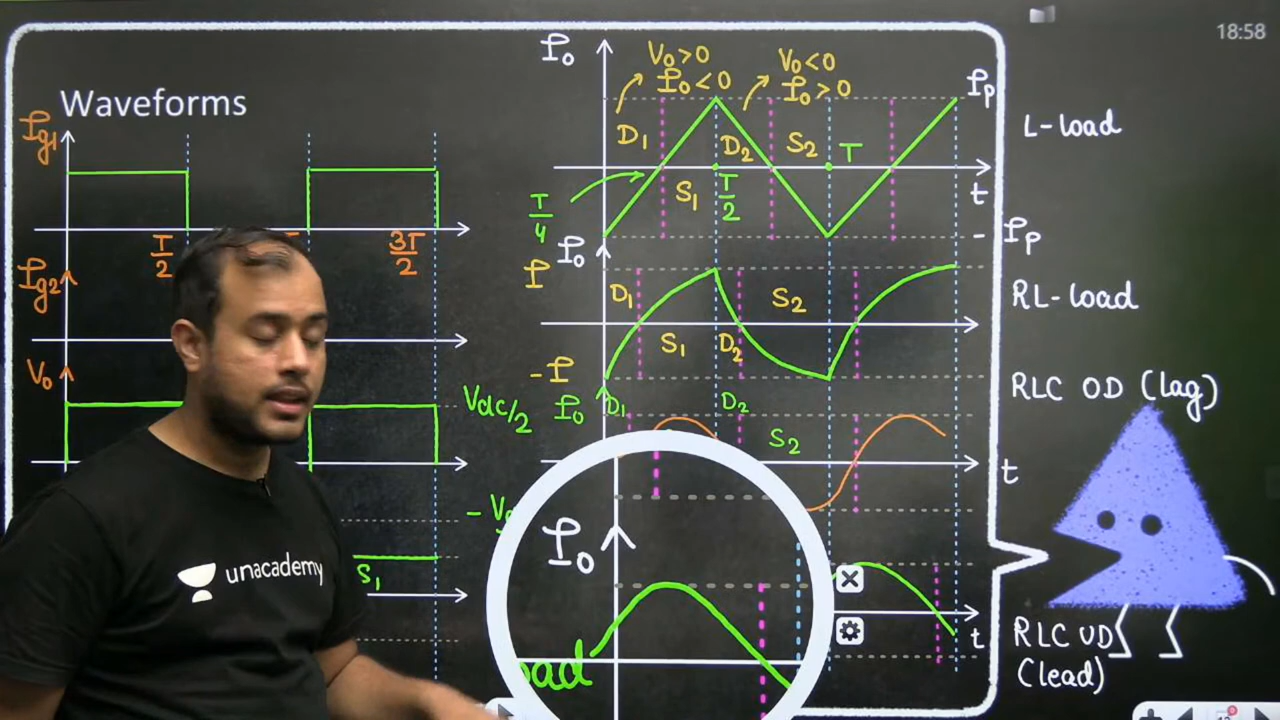 18:58
Waveforms
Ig1
T/2
3T/2
Ig2
V0
Vdc/2
- V
S1
unacademy
I0
V0>0
I0<0
V0<0
I0>0
Ip
D1
D2
S2
T
L-load
T/4
S1
T/2
t
-Ip
I0
I
D1
S2
RL-load
S1
D2
-I
I0
D1
D2
RLC OD (lag)
S2
t
I0
oad
t
RLC UD
(lead)